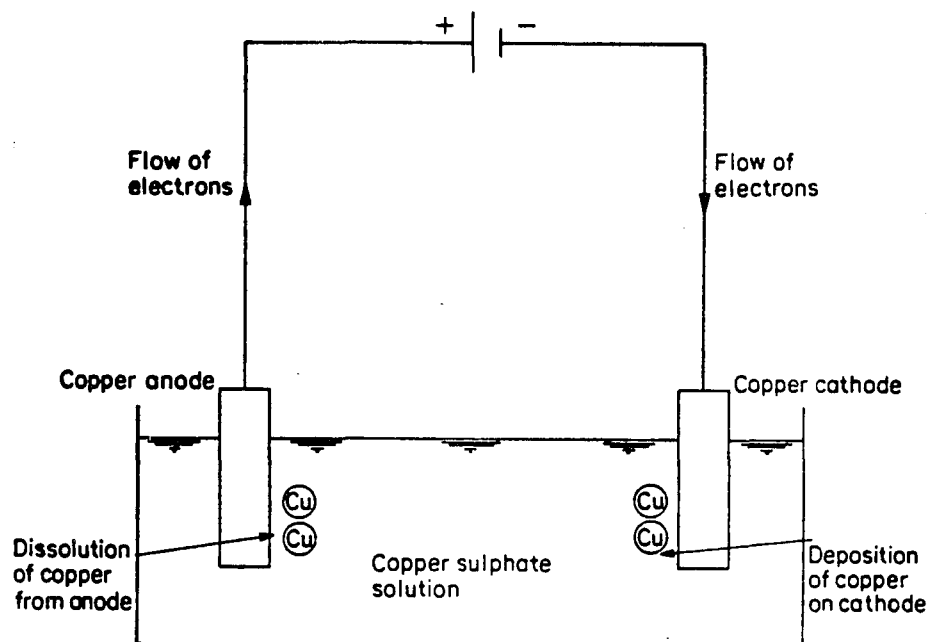 + −
Flow of
electrons
Flow of
electrons
Copper anode
Copper cathode
Cu
Cu
Cu
Cu
Dissolution
of copper
from anode
Copper sulphate
solution
Deposition
of copper
on cathode